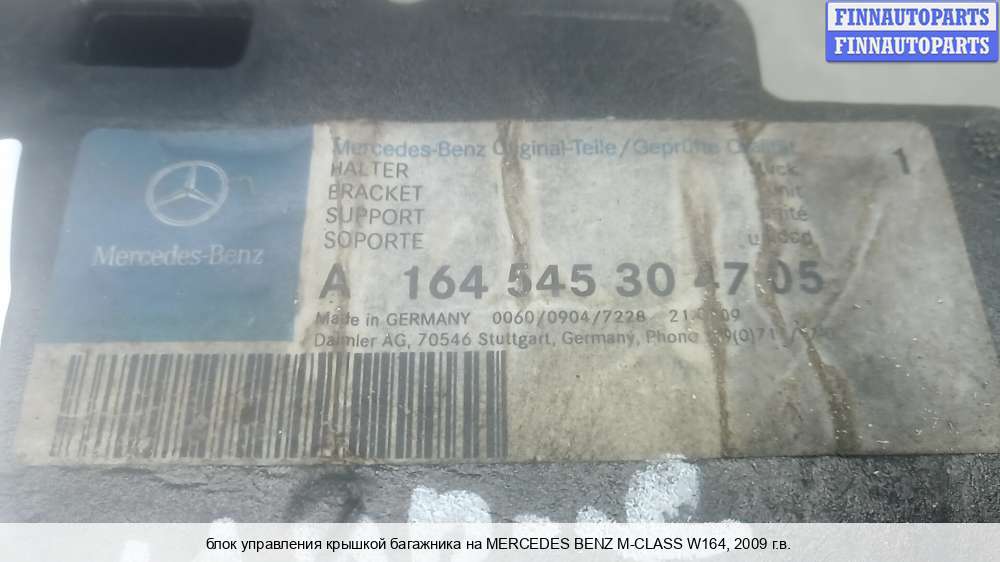 FINNAUTOPARTS
FINNAUTOPARTS
Mercedes-Benz Original-Teile/Geprüfte Qualität
HALTER
BRACKET
SUPPORT
SOPORTE
1
Mercedes-Benz
A 164 545 30 47 05
Made in GERMANY 0060/0904/7228
Daimler AG, 70546 Stuttgart, Germany, Phone
блок управления крышкой багажника на MERCEDES BENZ M-CLASS W164, 2009 г.в.